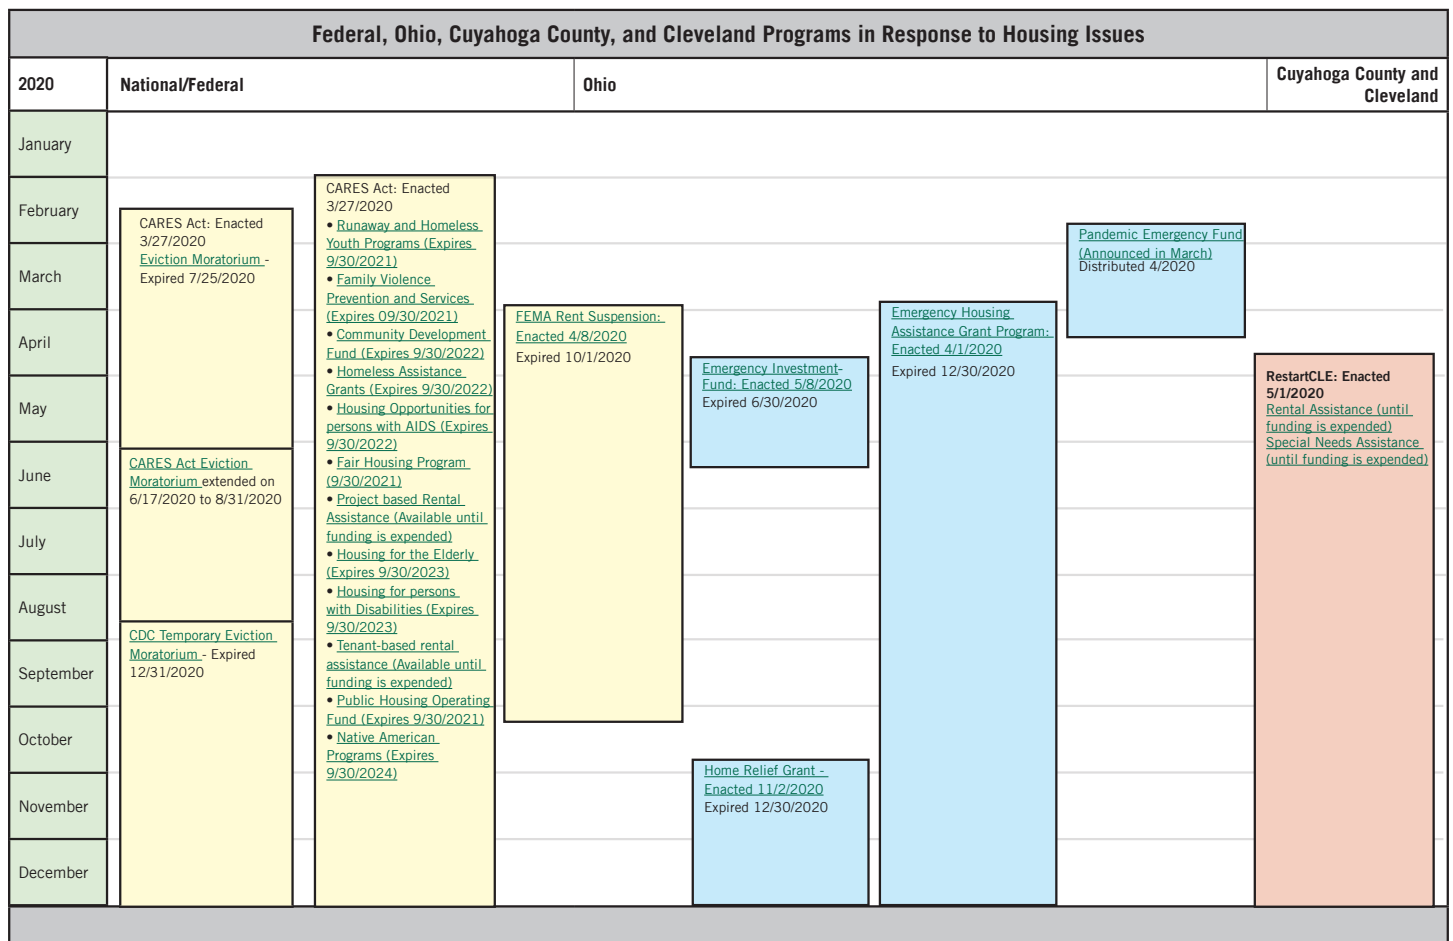 Federal, Ohio, Cuyahoga County, and Cleveland Programs in Response to Housing Issues
2020
National/Federal
Ohio
Cuyahoga County and
Cleveland
January
February
March
April
May
June
July
August
September
October
November
December
CARES Act: Enacted
3/27/2020
Eviction Moratorium -
Expired 7/25/2020
CARES Act Eviction
Moratorium extended on
6/17/2020 to 8/31/2020
CDC Temporary Eviction
Moratorium - Expired
12/31/2020
CARES Act: Enacted
3/27/2020
• Runaway and Homeless
Youth Programs (Expires
9/30/2021)
• Family Violence
Prevention and Services
(Expires 09/30/2021)
• Community Development
Fund (Expires 9/30/2022)
• Homeless Assistance
Grants (Expires 9/30/2022)
• Housing Opportunities for
persons with AIDS (Expires
9/30/2022)
• Fair Housing Program
(9/30/2021)
• Project based Rental
Assistance (Available until
funding is expended)
• Housing for the Elderly
(Expires 9/30/2023)
• Housing for persons
with Disabilities (Expires
9/30/2023)
• Tenant-based rental
assistance (Available until
funding is expended)
• Public Housing Operating
Fund (Expires 9/30/2021)
• Native American
Programs (Expires
9/30/2024)
FEMA Rent Suspension:
Enacted 4/8/2020
Expired 10/1/2020
Emergency Investment-
Fund: Enacted 5/8/2020
Expired 6/30/2020
Home Relief Grant -
Enacted 11/2/2020
Expired 12/30/2020
Emergency Housing
Assistance Grant Program:
Enacted 4/1/2020
Expired 12/30/2020
Pandemic Emergency Fund
(Announced in March)
Distributed 4/2020
RestartCLE: Enacted
5/1/2020
Rental Assistance (until
funding is expended)
Special Needs Assistance
(until funding is expended)